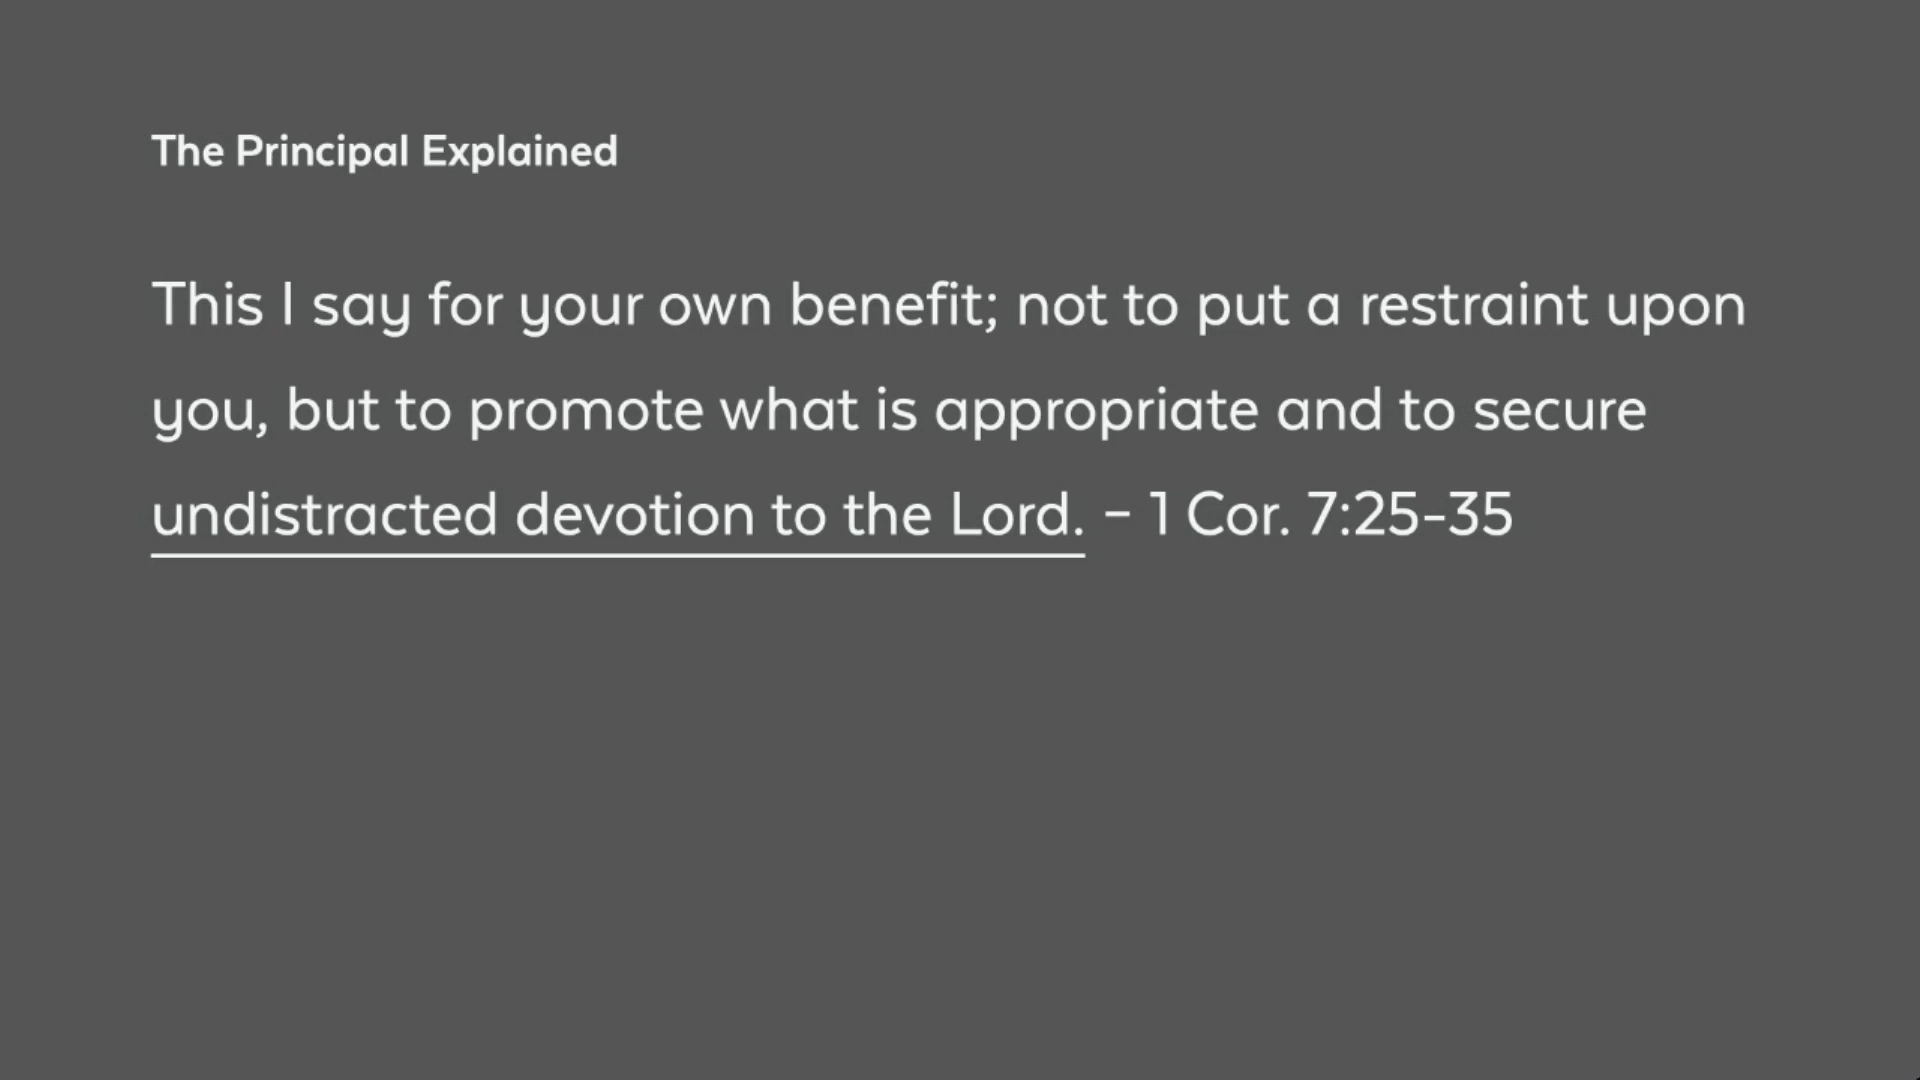 The Principal Explained
This I say for your own benefit; not to put a restraint upon
you, but to promote what is appropriate and to secure
undistracted devotion to the Lord. – 1 Cor. 7:25-35